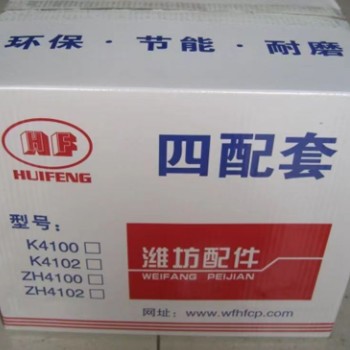 环保·节能·耐磨
HF
HUIFENG
四配套
型号：
K4100□
K4102□
ZH4100□
ZH4102□
潍坊配件
WEIFANG PEIJIAN
网址：www.wfhfcp.com